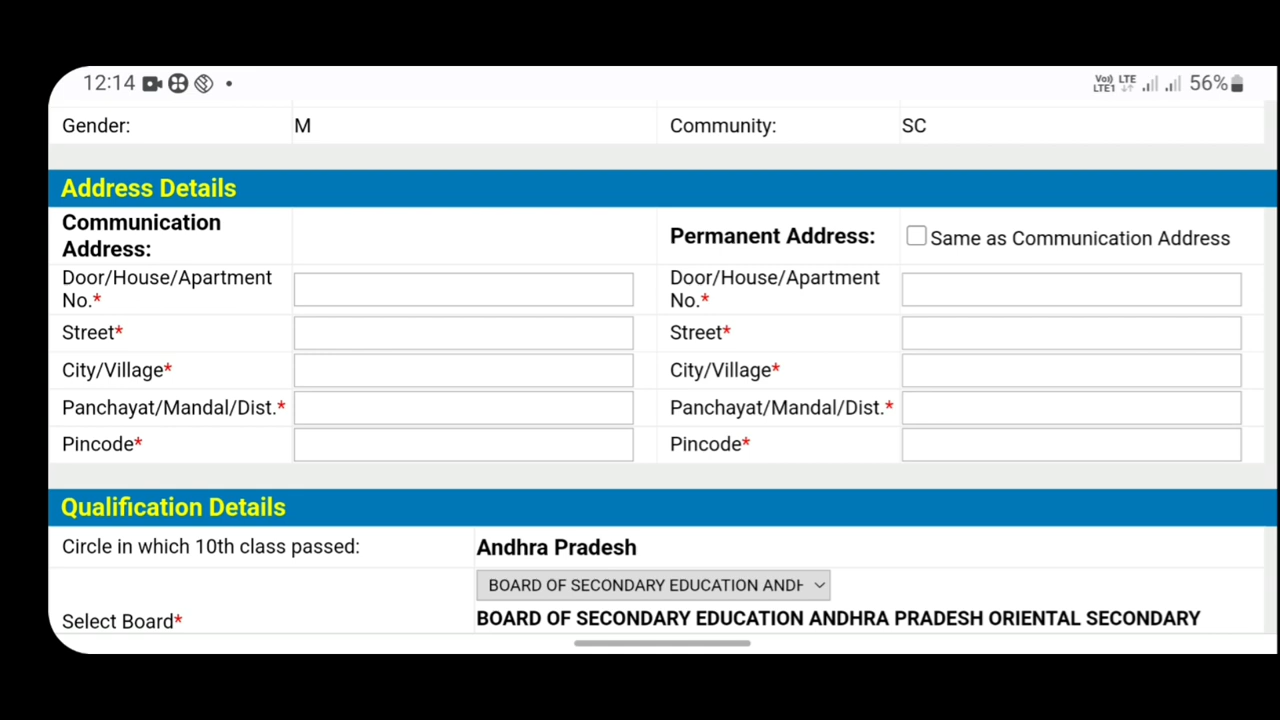 12:14
Voi) LTE LTE1 56%
Gender: M Community: SC
Address Details
Communication Address: Permanent Address: Same as Communication Address
Door/House/Apartment No.* Door/House/Apartment No.*
Street* Street*
City/Village* City/Village*
Panchayat/Mandal/Dist.* Panchayat/Mandal/Dist.*
Pincode* Pincode*
Qualification Details
Circle in which 10th class passed: Andhra Pradesh
BOARD OF SECONDARY EDUCATION ANDH
Select Board* BOARD OF SECONDARY EDUCATION ANDHRA PRADESH ORIENTAL SECONDARY